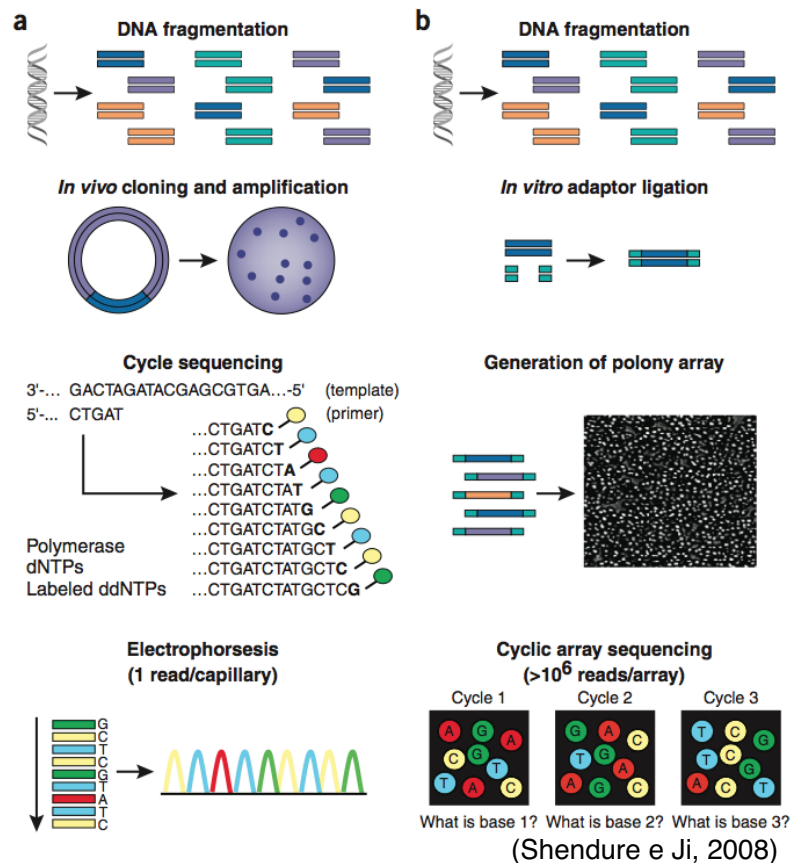 a
DNA fragmentation
In vivo cloning and amplification
Cycle sequencing
3'-... GACTAGATACGAGCGTGA...-5' (template)
5'-... CTGAT (primer)
...CTGATC
...CTGATCT
...CTGATCTA
...CTGATCTAT
...CTGATCTATG
...CTGATCTATGC
...CTGATCTATGCT
...CTGATCTATGCTC
...CTGATCTATGCTCG
Polymerase
dNTPs
Labeled ddNTPs
Electrophorsesis
(1 read/capillary)
G
C
T
C
G
T
A
T
C
b
DNA fragmentation
In vitro adaptor ligation
Generation of polony array
Cyclic array sequencing
(>10⁶ reads/array)
Cycle 1 Cycle 2 Cycle 3
A G A
C G T
T A C
G A C
T G A
A G C
T C G
T C G
A C T
What is base 1? What is base 2? What is base 3?
(Shendure e Ji, 2008)